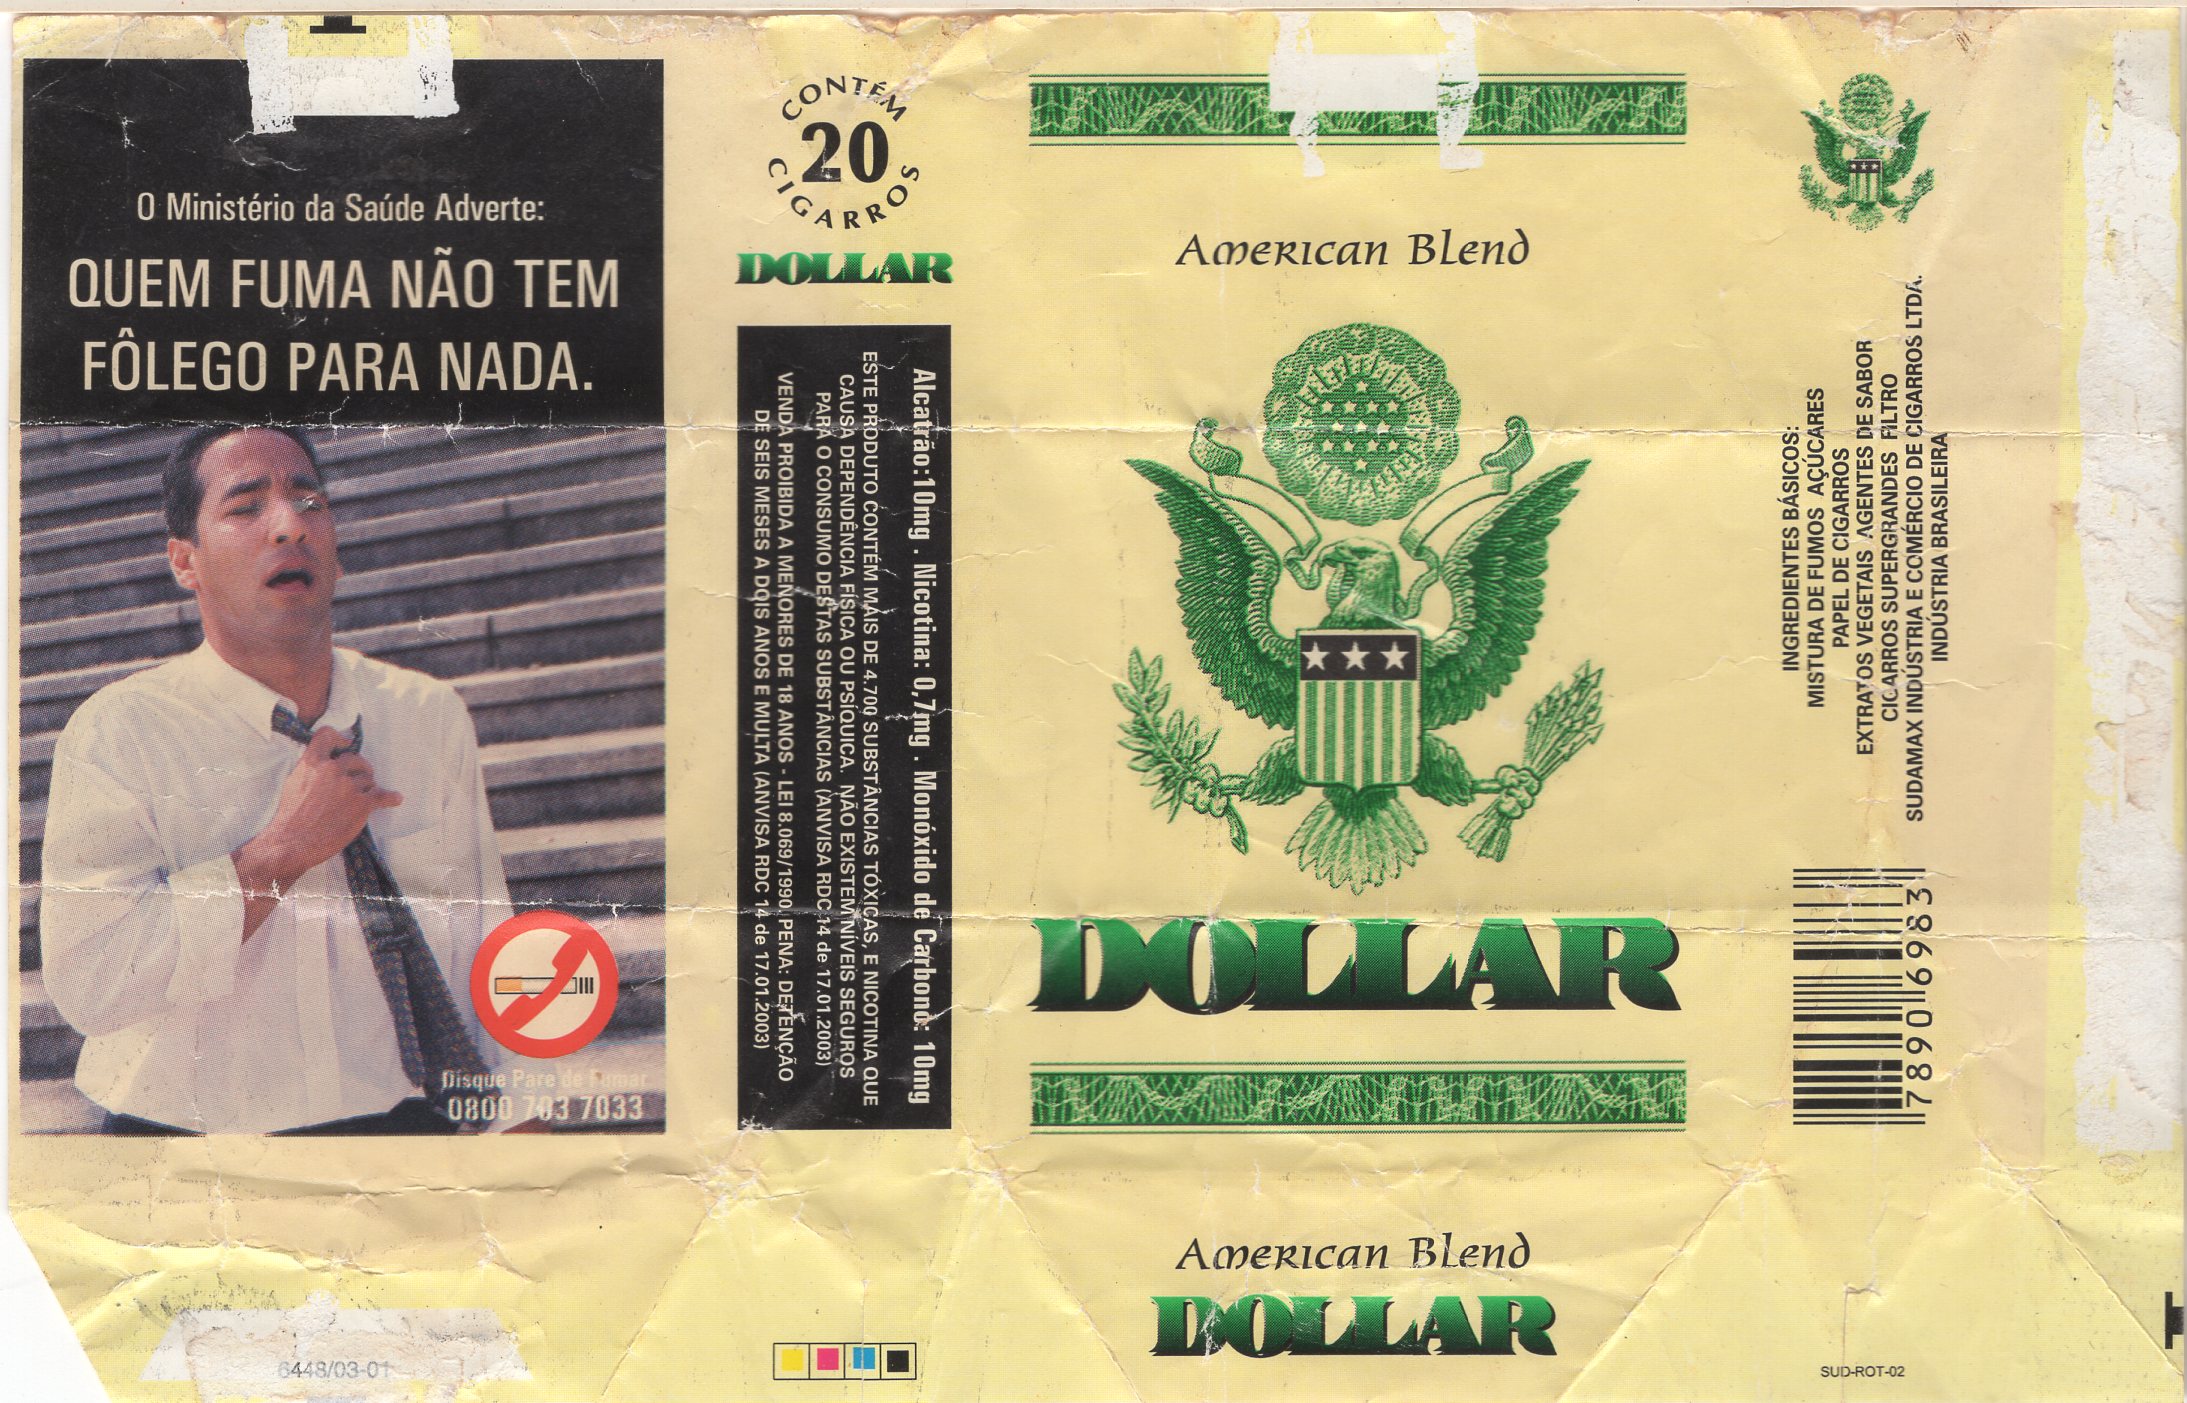 O Ministério da Saúde Adverte:
QUEM FUMA NÃO TEM
FÔLEGO PARA NADA.
Disque Pare de Fumar
0800 703 7033
6448/03-01
CONTÉM
20
CIGARROS
DOLLAR
Alcatrão:10mg . Nicotina: 0,7mg . Monóxido de Carbono: 10mg
ESTE PRODUTO CONTÉM MAIS DE 4.700 SUBSTÂNCIAS TÓXICAS, E NICOTINA QUE
CAUSA DEPENDÊNCIA FÍSICA OU PSÍQUICA. NÃO EXISTEM NÍVEIS SEGUROS
PARA O CONSUMO DESTAS SUBSTÂNCIAS (ANVISA RDC 14 de 17.01.2003)
VENDA PROIBIDA A MENORES DE 18 ANOS - LEI 8.069/1990 PENA: DETENÇÃO
DE SEIS MESES A DOIS ANOS E MULTA (ANVISA RDC 14 de 17.01.2003)
American Blend
DOLLAR
American Blend
DOLLAR
INGREDIENTES BÁSICOS:
MISTURA DE FUMOS AÇÚCARES
PAPEL DE CIGARROS
EXTRATOS VEGETAIS AGENTES DE SABOR
CIGARROS SUPERGRANDES FILTRO
SUDAMAX INDÚSTRIA E COMÉRCIO DE CIGARROS LTDA.
INDÚSTRIA BRASILEIRA
78906983
SUD-ROT-02